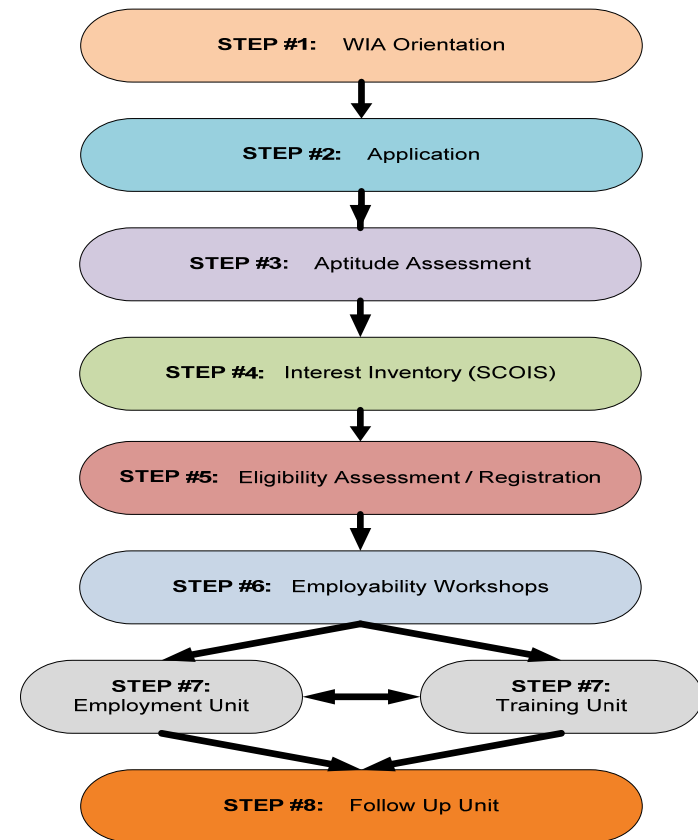 STEP #1: WIA Orientation
STEP #2: Application
STEP #3: Aptitude Assessment
STEP #4: Interest Inventory (SCOIS)
STEP #5: Eligibility Assessment / Registration
STEP #6: Employability Workshops
STEP #7:
Employment Unit
STEP #7:
Training Unit
STEP #8: Follow Up Unit